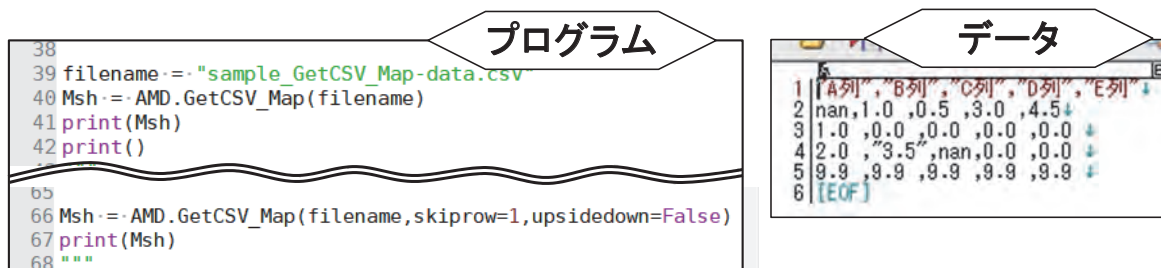 プログラム
38
39 filename = "sample_GetCSV_Map-data.csv"
40 Msh = AMD.GetCSV_Map(filename)
41 print(Msh)
42 print()
65
66 Msh = AMD.GetCSV_Map(filename,skiprow=1,upsidedown=False)
67 print(Msh)
68 """
データ
1 "A列","B列","C列","D列","E列"↓
2 nan,1.0 ,0.5 ,3.0 ,4.5↓
3 1.0 ,0.0 ,0.0 ,0.0 ,0.0 ↓
4 2.0 ,"3.5",nan,0.0 ,0.0 ↓
5 9.9 ,9.9 ,9.9 ,9.9 ,9.9 ↓
6 [EOF]